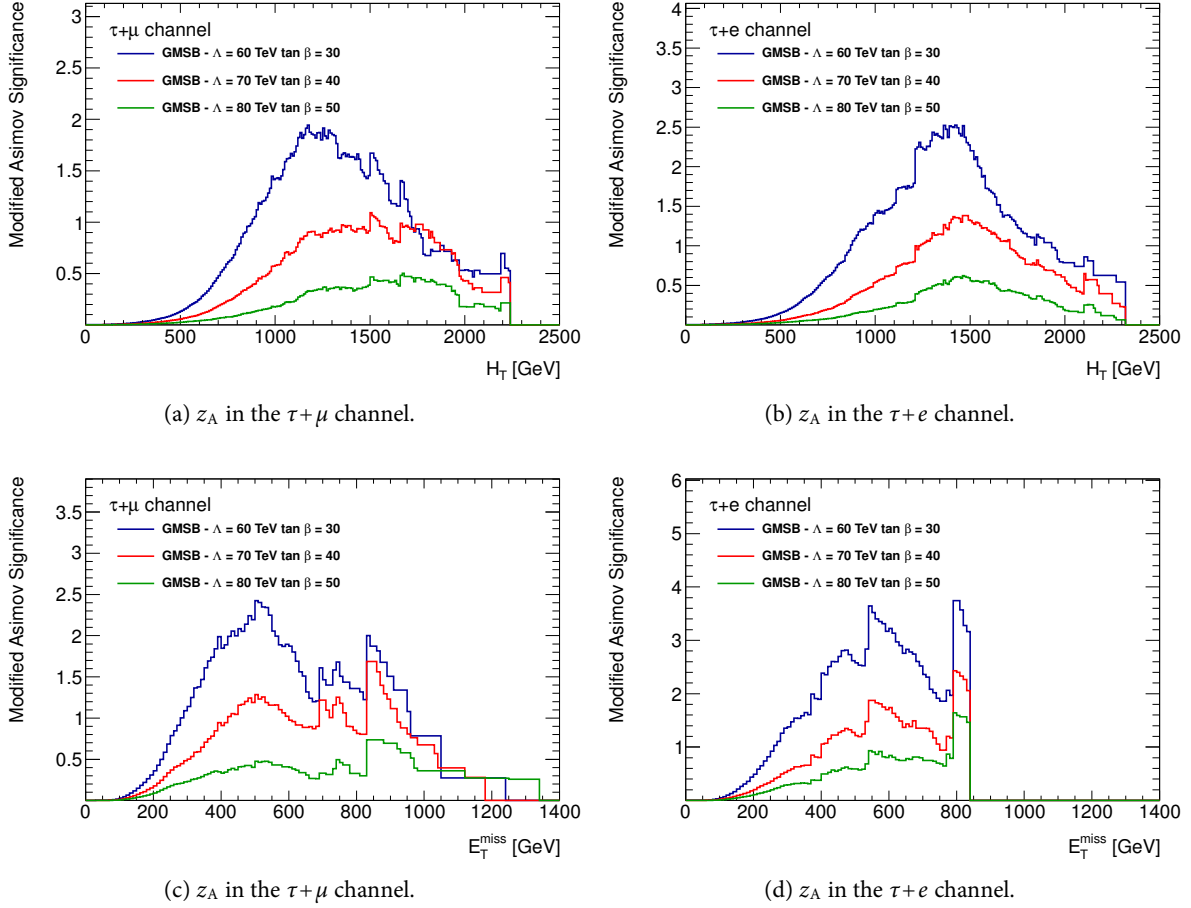 Modified Asimov Significance
τ+μ channel
GMSB - Λ = 60 TeV tan β = 30
GMSB - Λ = 70 TeV tan β = 40
GMSB - Λ = 80 TeV tan β = 50
3
2.5
2
1.5
1
0.5
0 500 1000 1500 2000 2500
H_T [GeV]
(a) z_A in the τ+μ channel.
Modified Asimov Significance
τ+e channel
GMSB - Λ = 60 TeV tan β = 30
GMSB - Λ = 70 TeV tan β = 40
GMSB - Λ = 80 TeV tan β = 50
4
3.5
3
2.5
2
1.5
1
0.5
0 500 1000 1500 2000 2500
H_T [GeV]
(b) z_A in the τ+e channel.
Modified Asimov Significance
τ+μ channel
GMSB - Λ = 60 TeV tan β = 30
GMSB - Λ = 70 TeV tan β = 40
GMSB - Λ = 80 TeV tan β = 50
3.5
3
2.5
2
1.5
1
0.5
0 200 400 600 800 1000 1200 1400
E_T^miss [GeV]
(c) z_A in the τ+μ channel.
Modified Asimov Significance
τ+e channel
GMSB - Λ = 60 TeV tan β = 30
GMSB - Λ = 70 TeV tan β = 40
GMSB - Λ = 80 TeV tan β = 50
6
5
4
3
2
1
0 200 400 600 800 1000 1200 1400
E_T^miss [GeV]
(d) z_A in the τ+e channel.